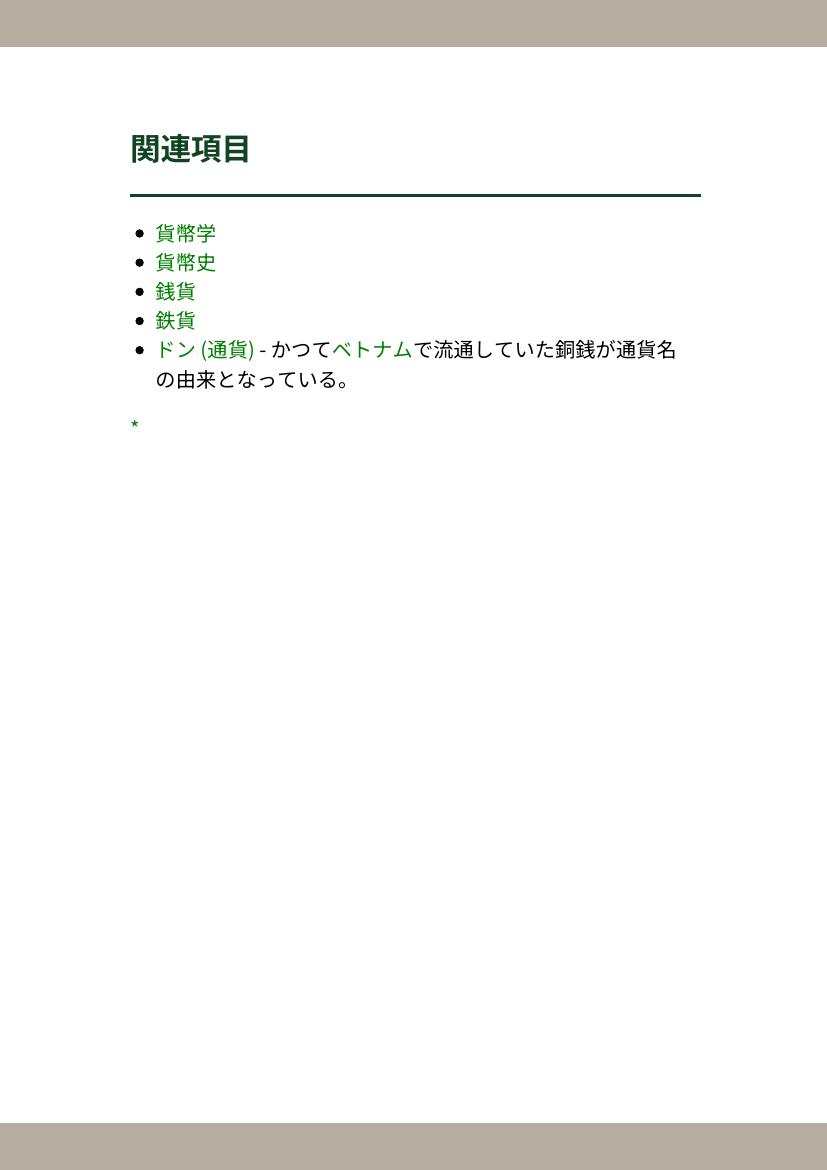 関連項目
• 貨幣学
• 貨幣史
• 銭貨
• 鉄貨
• ドン (通貨) - かつてベトナムで流通していた銅銭が通貨名
の由来となっている。
*